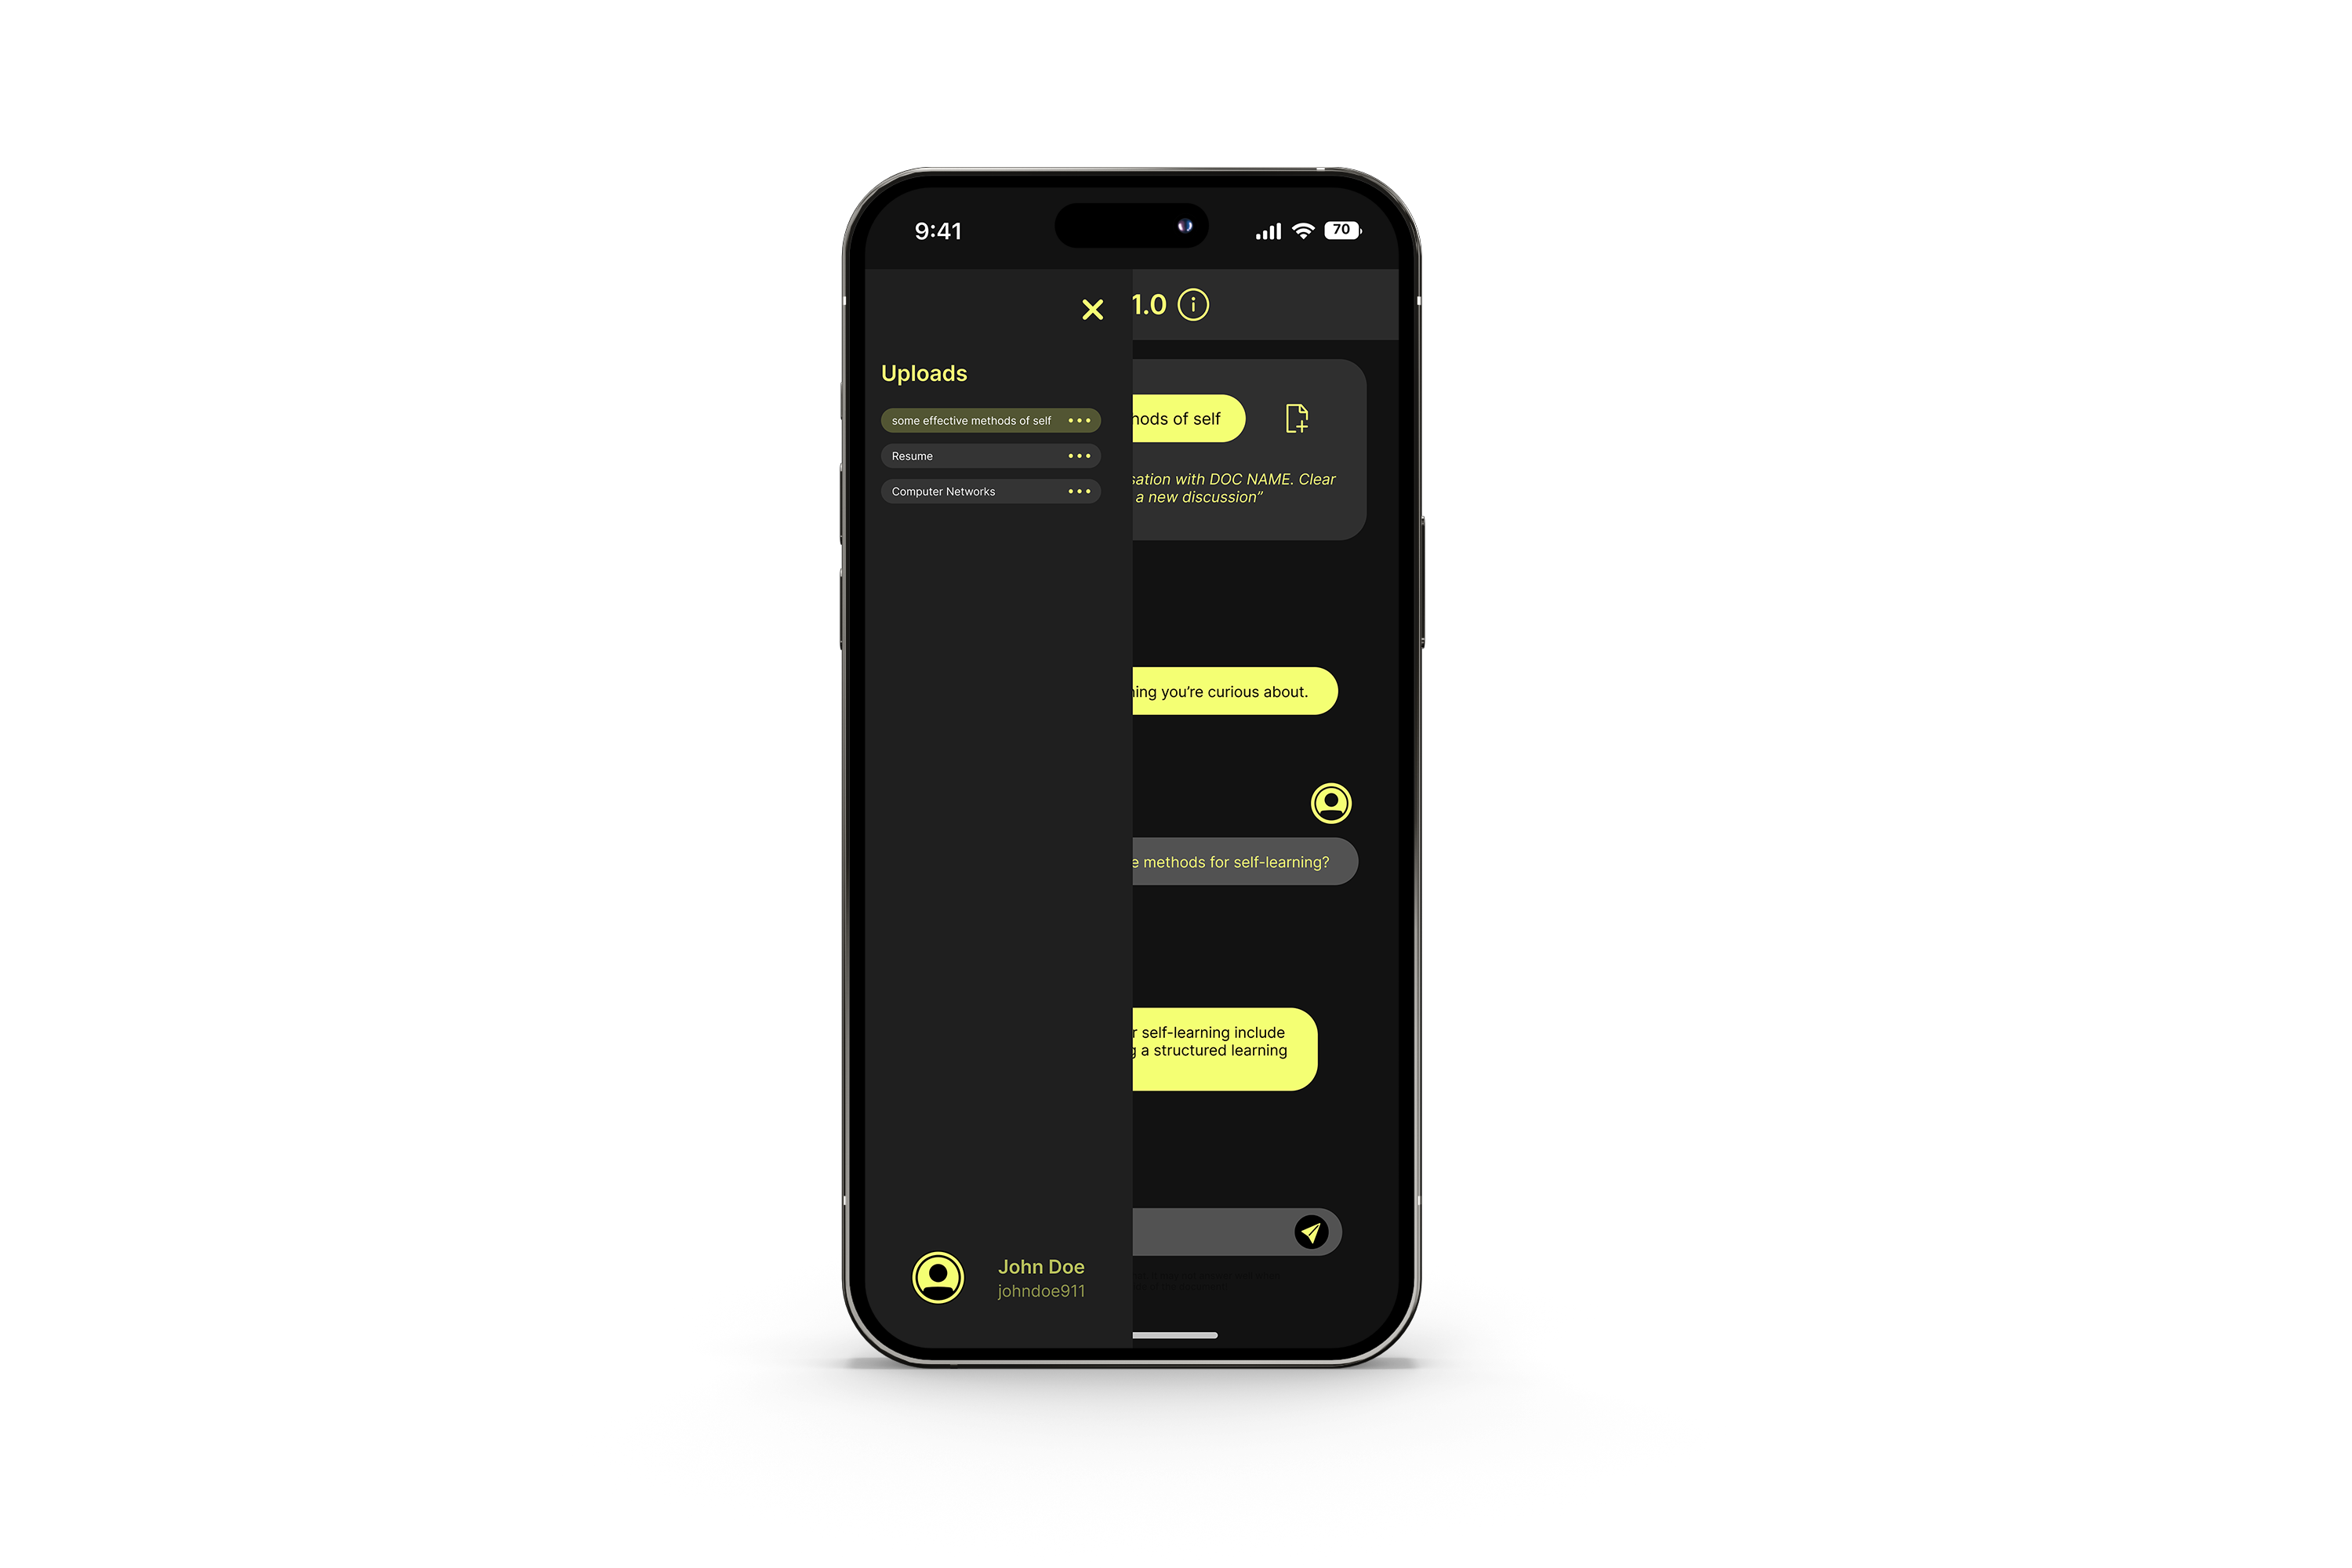 9:41
70
1.0
Uploads
some effective methods of self
Resume
Computer Networks
John Doe
johndoe911
hods of self
sation with DOC NAME. Clear
a new discussion”
ning you’re curious about.
e methods for self-learning?
r self-learning include
g a structured learning